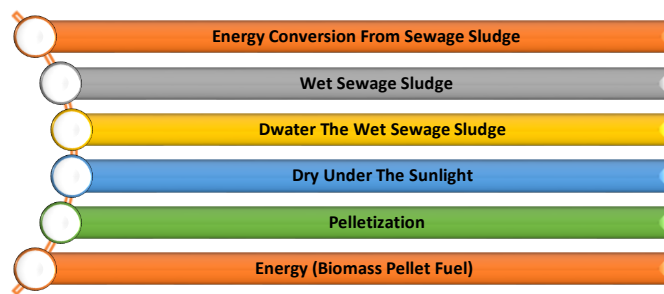 Energy Conversion From Sewage Sludge
Wet Sewage Sludge
Dwater The Wet Sewage Sludge
Dry Under The Sunlight
Pelletization
Energy (Biomass Pellet Fuel)